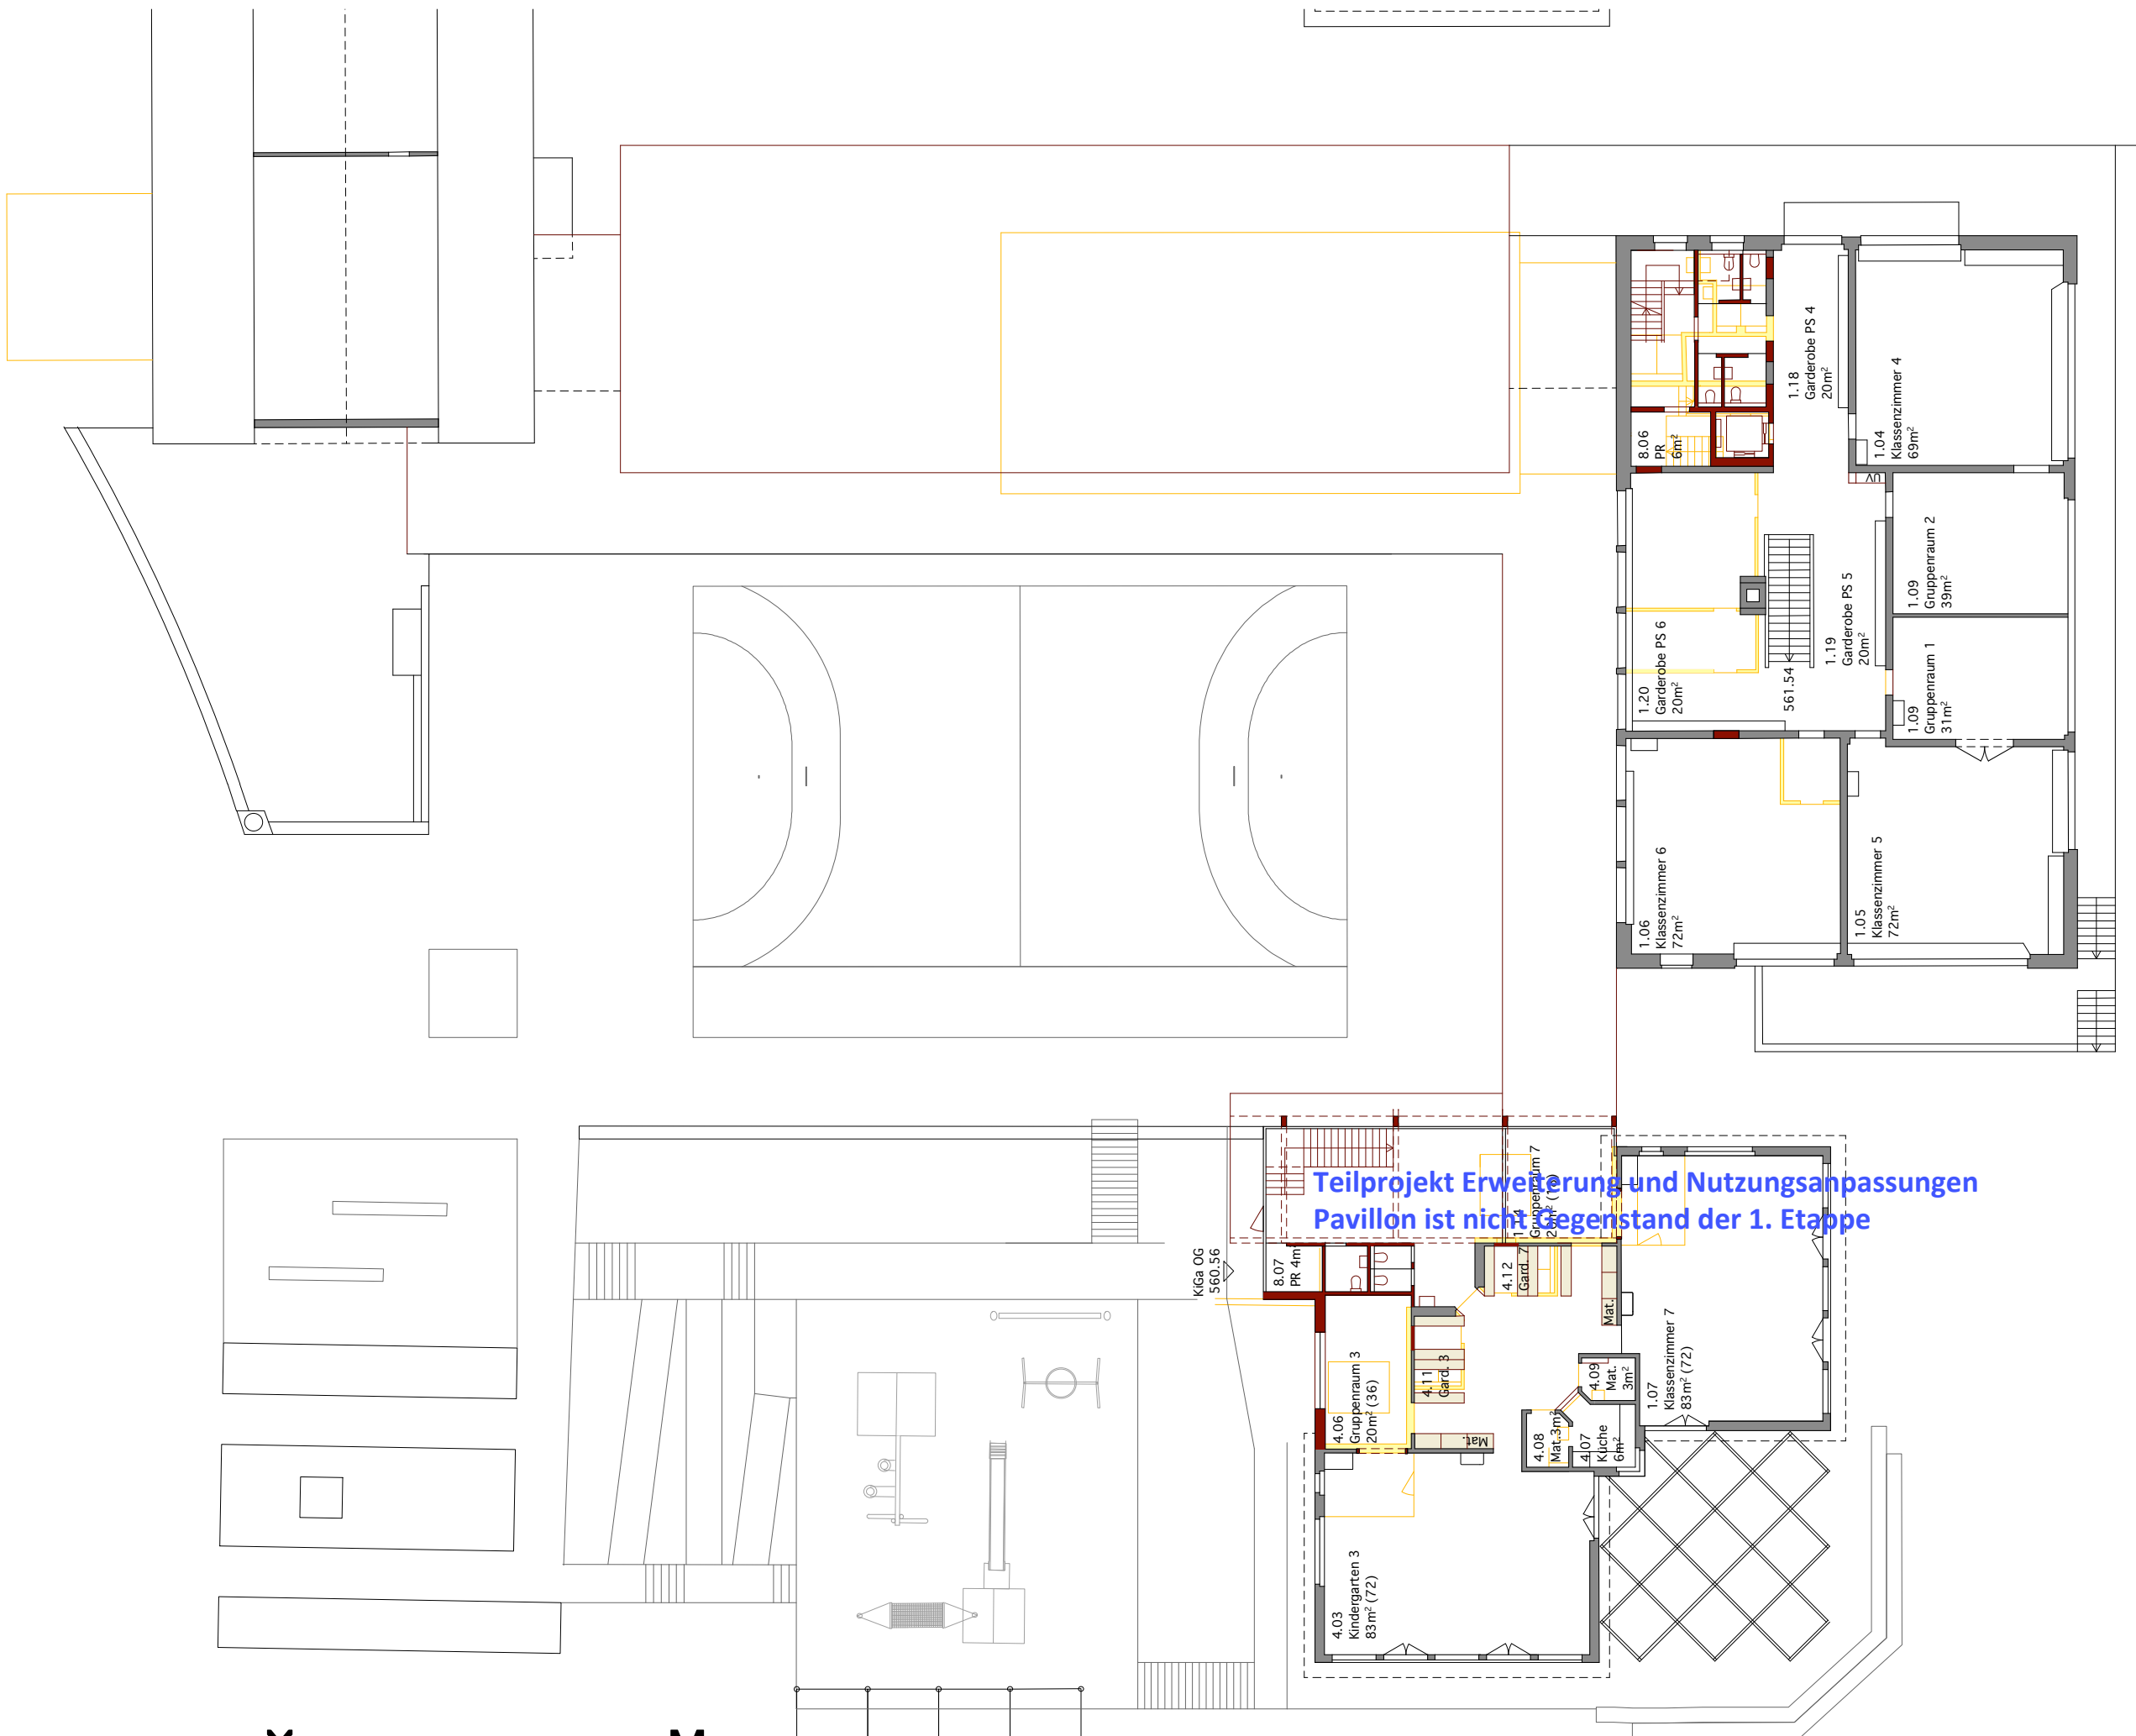 1.18
Garderobe PS 4
20m²
1.04
Klassenzimmer 4
69m²
8.06
PR
6m²
UV
1.09
Gruppenraum 2
39m²
1.19
Garderobe PS 5
20m²
1.09
Gruppenraum 1
31m²
1.20
Garderobe PS 6
20m²
561.54
1.06
Klassenzimmer 6
72m²
1.05
Klassenzimmer 5
72m²
Teilprojekt Erweiterung und Nutzungsanpassungen
Pavillon ist nicht Gegenstand der 1. Etappe
1.14
Gruppenraum 7
KiGa OG
560.56
8.07
PR 4m²
4.12
Gard. 7
Mat.
4.06
Gruppenraum 3
20m² (36)
4.11
Gard. 3
Mat.
4.09
Mat.
3m²
4.08
Mat.3m²
4.07
Küche
6m²
1.07
Klassenzimmer 7
83m² (72)
4.03
Kindergarten 3
83m² (72)